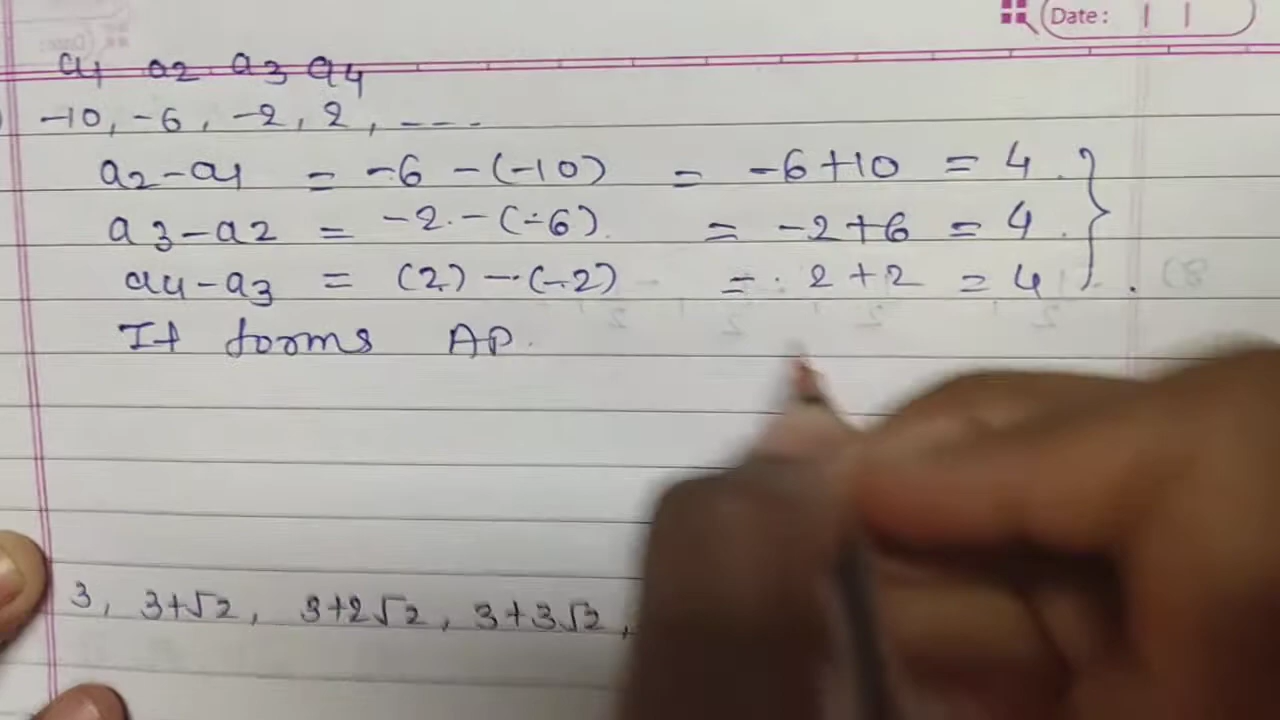 Date:
a1 a2 a3 a4
-10, -6, -2, 2, ---
a2-a1 = -6 -(-10) = -6+10 = 4
a3-a2 = -2 -(-6) = -2+6 = 4
a4-a3 = (2) -(-2) = 2+2 = 4
It forms AP.
3, 3+√2, 3+2√2, 3+3√2,